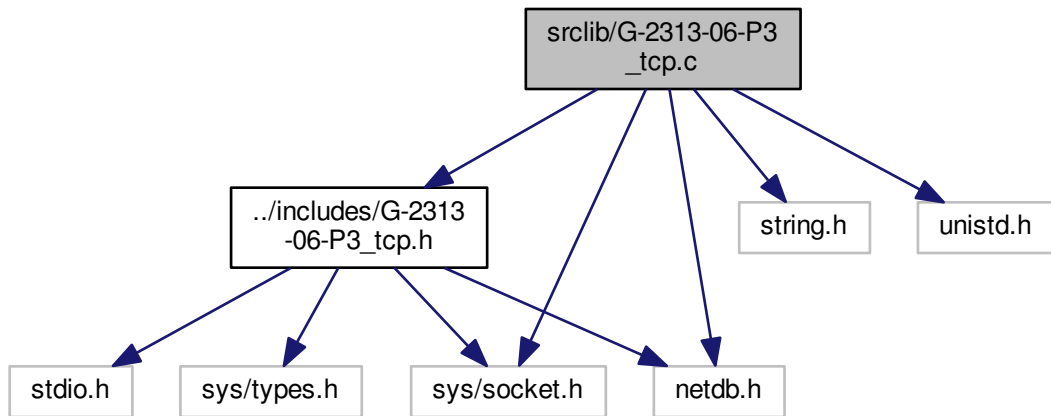 srclib/G-2313-06-P3
_tcp.c
../includes/G-2313
-06-P3_tcp.h
string.h
unistd.h
stdio.h
sys/types.h
sys/socket.h
netdb.h